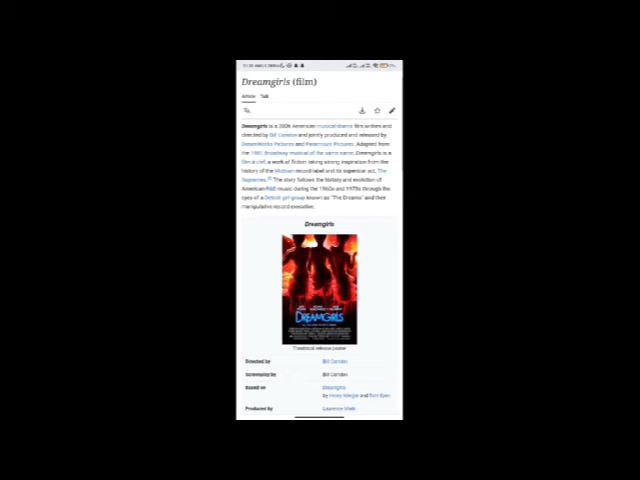 Dreamgirls (film)
Article Talk
Dreamgirls is a 2006 American musical drama film written and
directed by Bill Condon and jointly produced and released by
DreamWorks Pictures and Paramount Pictures. Adapted from
the 1981 Broadway musical of the same name, Dreamgirls is a
film à clef, a work of fiction taking strong inspiration from the
history of the Motown record label and its superstar act, The
Supremes. The story follows the history and evolution of
American R&B music during the 1960s and 1970s through the
eyes of a Detroit girl group known as "The Dreams" and their
manipulative record executive.
Dreamgirls
DREAMGIRLS
Theatrical release poster
Directed by Bill Condon
Screenplay by Bill Condon
Based on Dreamgirls
by Henry Krieger and Tom Eyen
Produced by Laurence Mark